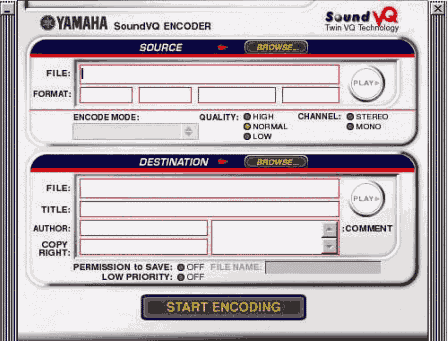 YAMAHA SoundVQ ENCODER
Sound VQ
Twin VQ Technology
SOURCE BROWSE...
FILE:
PLAY
FORMAT:
ENCODE MODE: QUALITY: HIGH CHANNEL: STEREO
NORMAL MONO
LOW
DESTINATION BROWSE...
FILE:
PLAY
TITLE:
AUTHOR: :COMMENT
COPY
RIGHT:
PERMISSION to SAVE: OFF FILE NAME:
LOW PRIORITY: OFF
START ENCODING